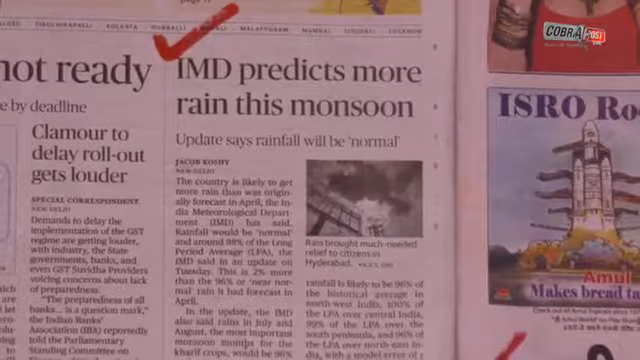 KOLKATA
MALAPPURAM
MUMBAI
LUCKNOW
not ready
e by deadline
Clamour to
delay roll-out
gets louder
SPECIAL CORRESPONDENT
NEW DELHI
Demands to delay the
implementation of the GST
regime are getting louder,
with industry, the State
governments, banks, and
even GST Suvidha Providers
voicing concerns about lack
of preparedness.
"The preparedness of all
banks... is a question mark,"
the Indian Banks'
Association (IBA) reportedly
told the Parliamentary
Standing Committee on
IMD predicts more
rain this monsoon
Update says rainfall will be 'normal'
JACOB KOSHY
NEW DELHI
The country is likely to get
more rain than was origin-
ally forecast in April, the In-
dia Meteorological Depart-
ment (IMD) has said.
Rainfall would be 'normal'
and around 98% of the Long
Period Average (LPA), the
IMD said in an update on
Tuesday. This is 2% more
than the 96% or 'near nor-
mal' rain it had forecast in
April.
In the update, the IMD
also said rains in July and
August, the most important
monsoon months for the
kharif crops, would be 96%
Rain brought much-needed
relief to citizens in
Hyderabad.
rainfall is likely to be 96% of
the historical average in
north-west India, 100% of
the LPA over central India,
99% of the LPA over the
south peninsula, and 96% of
the LPA over north-east In-
dia, with a model error of
COBRAPOST
ISRO Ro
Amul
Makes bread ta